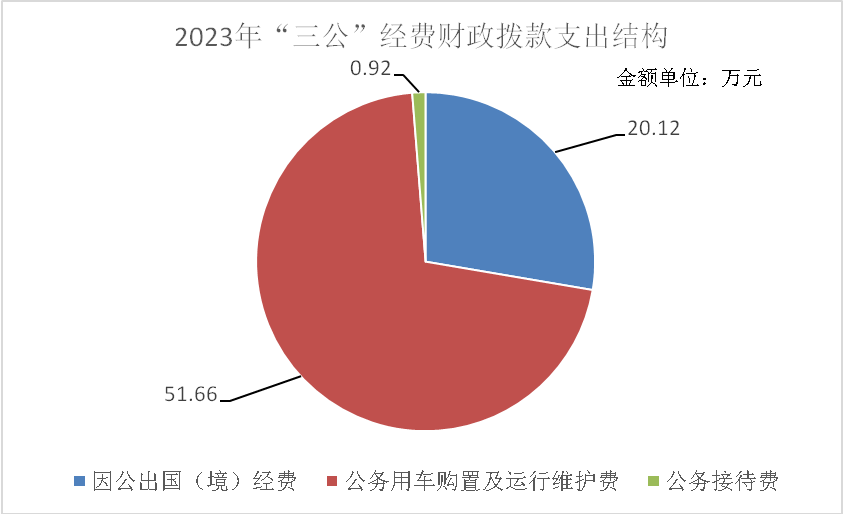 2023年“三公”经费财政拨款支出结构
0.92
金额单位：万元
20.12
51.66
因公出国（境）经费 公务用车购置及运行维护费 公务接待费